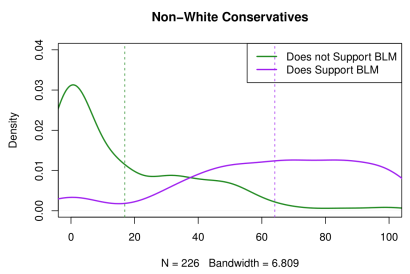 Non-White Conservatives
Does not Support BLM
Does Support BLM
Density
0.04
0.03
0.02
0.01
0.00
0 20 40 60 80 100
N = 226 Bandwidth = 6.809